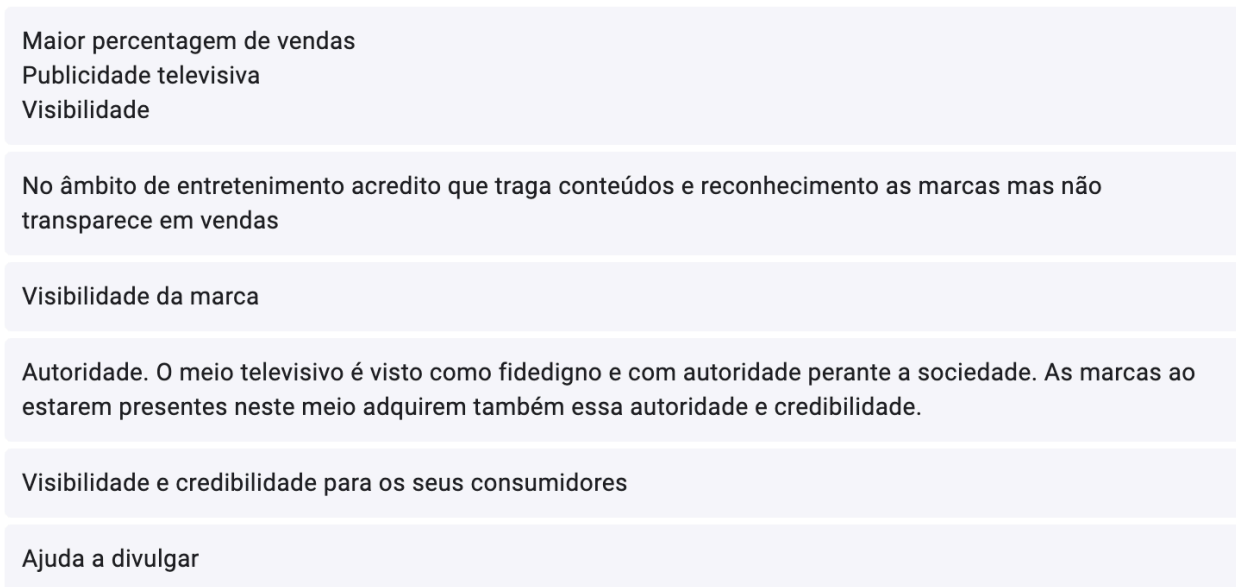 Maior percentagem de vendas
Publicidade televisiva
Visibilidade
No âmbito de entretenimento acredito que traga conteúdos e reconhecimento as marcas mas não
transparece em vendas
Visibilidade da marca
Autoridade. O meio televisivo é visto como fidedigno e com autoridade perante a sociedade. As marcas ao
estarem presentes neste meio adquirem também essa autoridade e credibilidade.
Visibilidade e credibilidade para os seus consumidores
Ajuda a divulgar